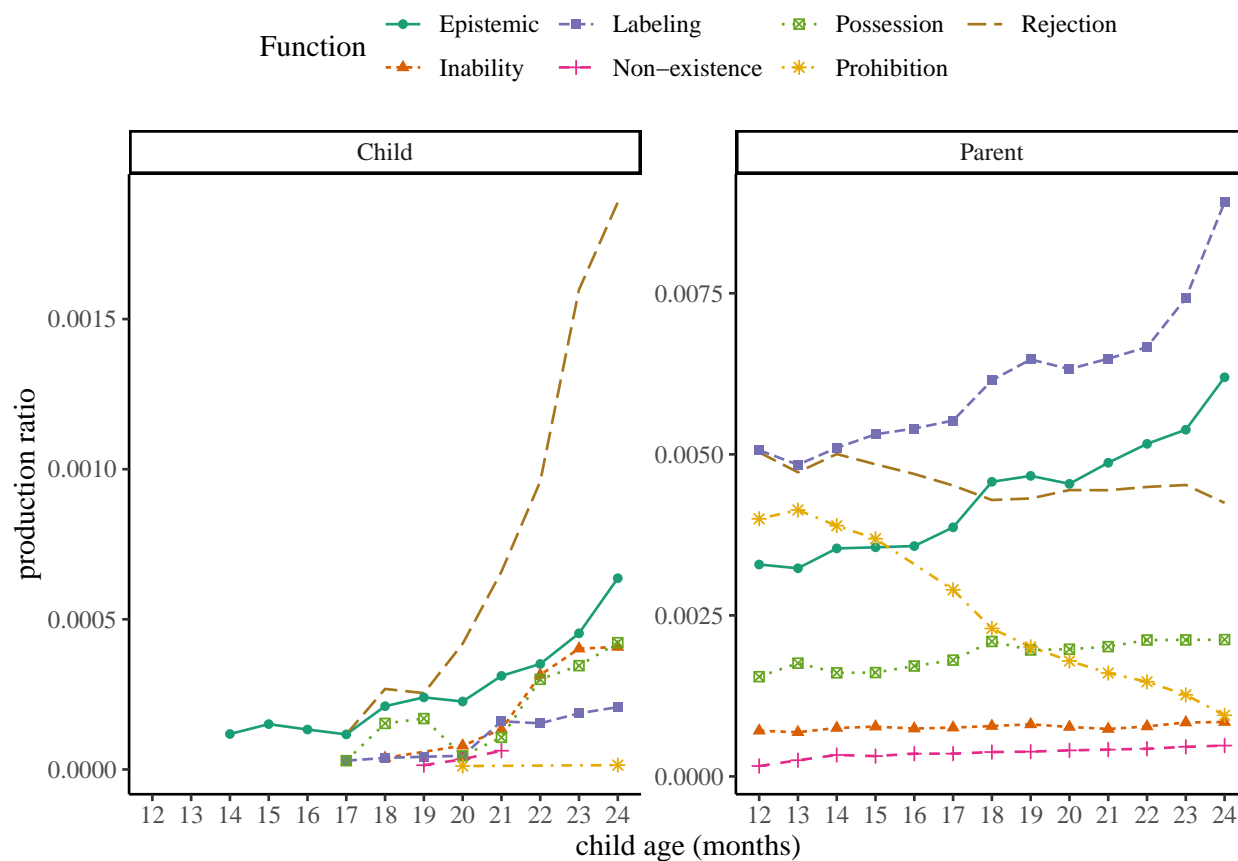 Function
Epistemic Labeling Possession Rejection
Inability Non−existence Prohibition
Child Parent
production ratio
0.0015
0.0010
0.0005
0.0000
0.0075
0.0050
0.0025
0.0000
12 13 14 15 16 17 18 19 20 21 22 23 24
12 13 14 15 16 17 18 19 20 21 22 23 24
child age (months)